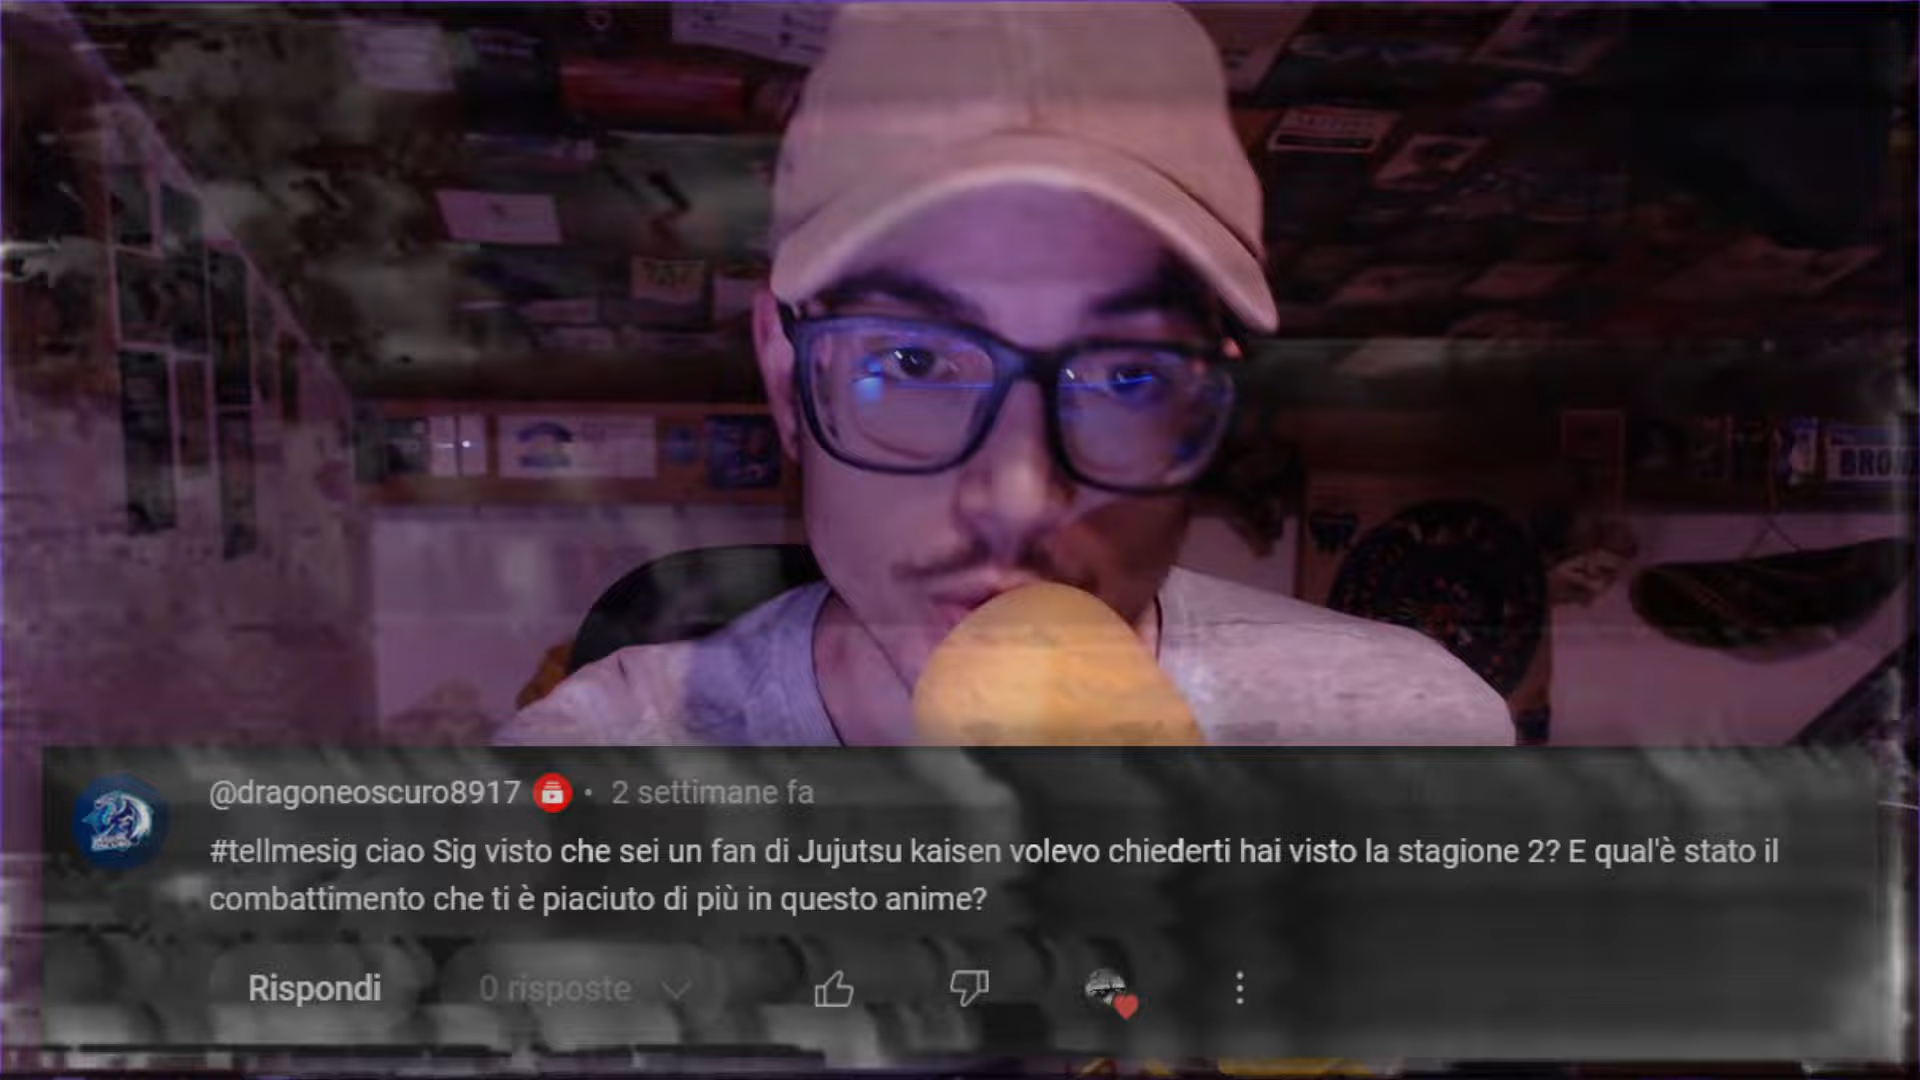 BRON
@dragoneoscuro8917 • 2 settimane fa
#tellmesig ciao Sig visto che sei un fan di Jujutsu kaisen volevo chiederti hai visto la stagione 2? E qual'è stato il
combattimento che ti è piaciuto di più in questo anime?
Rispondi 0 risposte